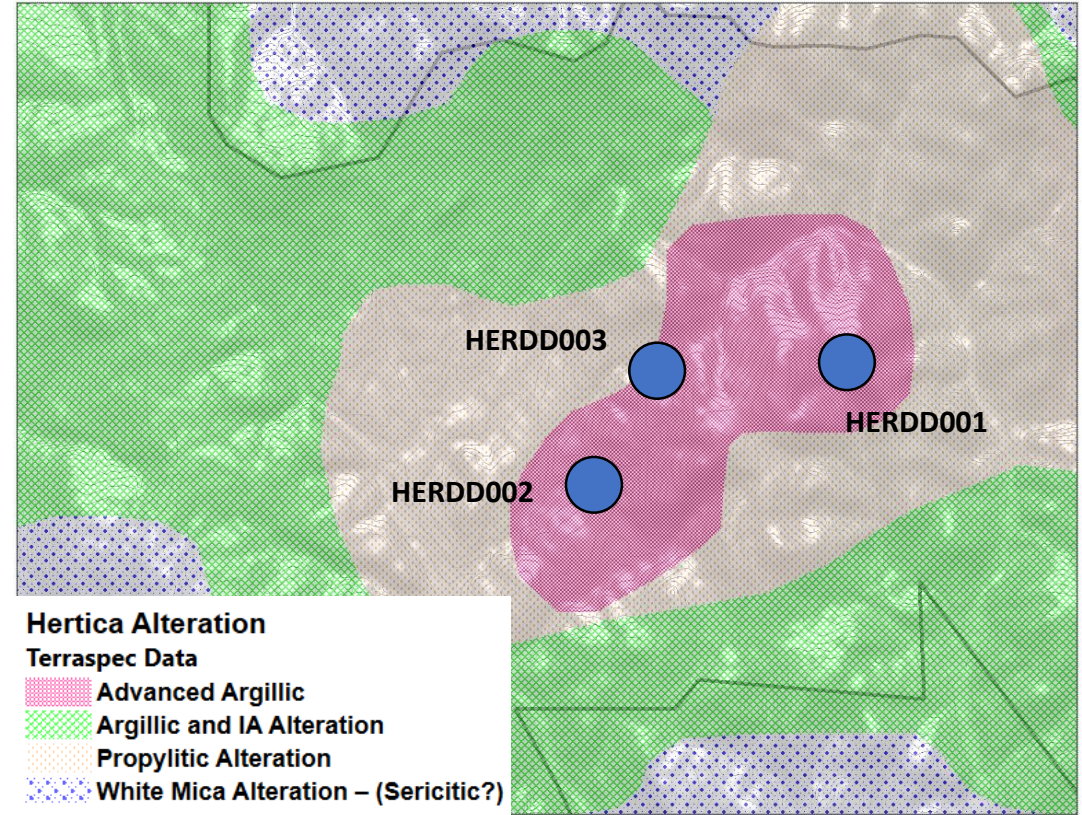 HERDD003
HERDD001
HERDD002
Hertica Alteration
Terraspec Data
Advanced Argillic
Argillic and IA Alteration
Propylitic Alteration
White Mica Alteration – (Sericitic?)